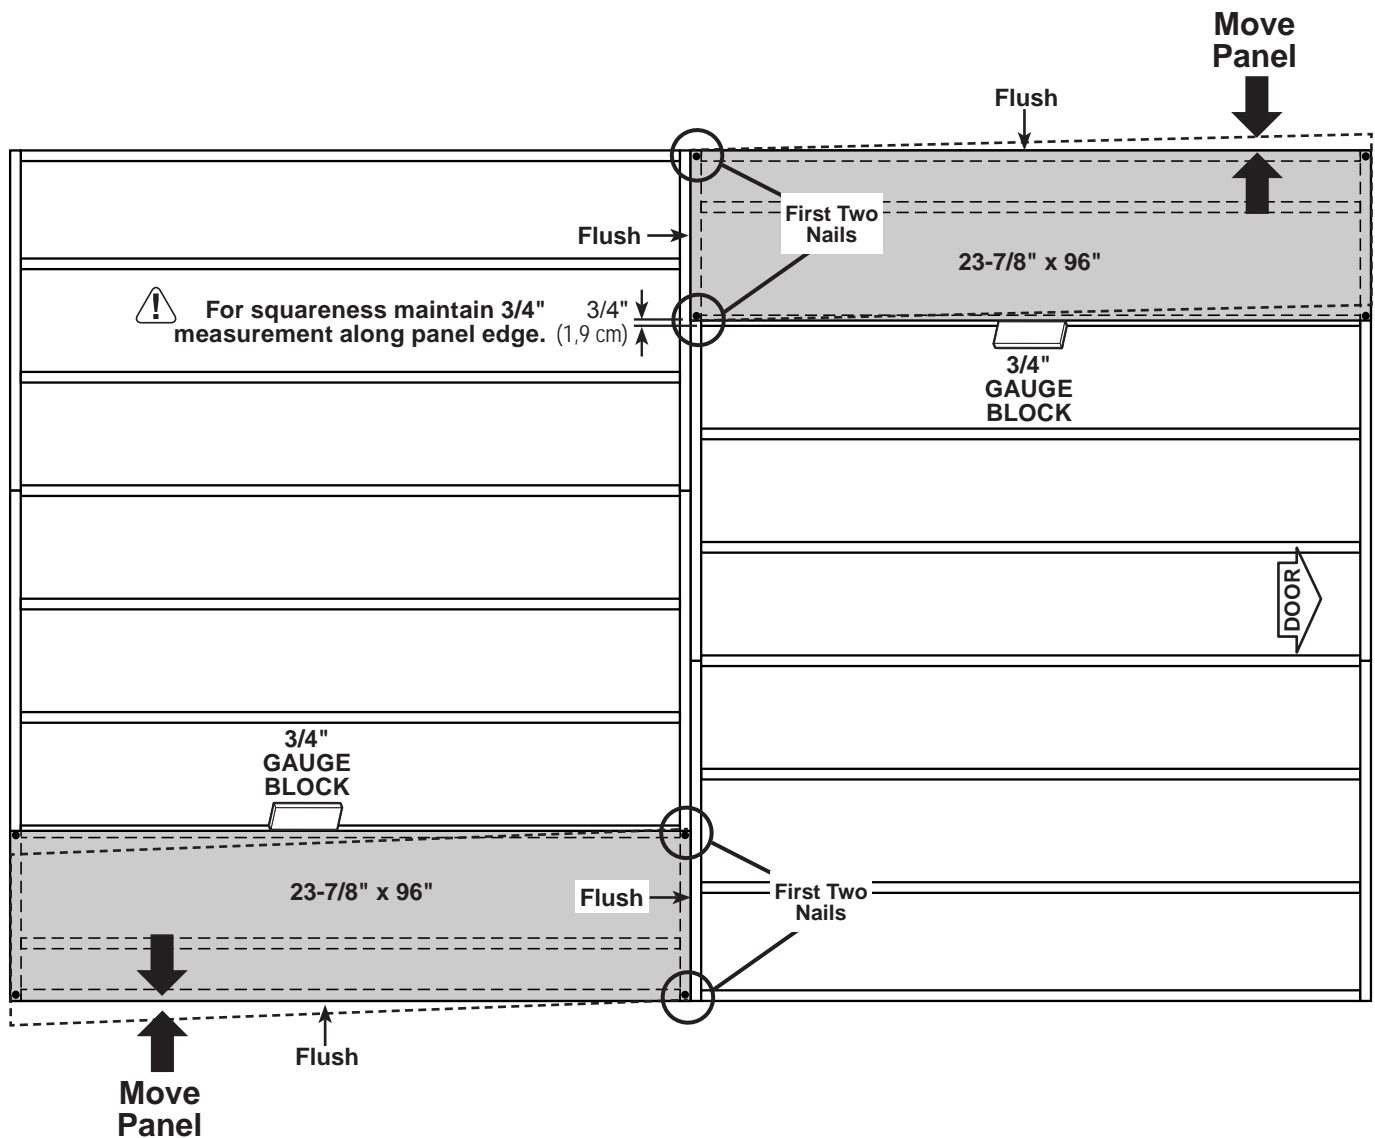 Move
Panel
Flush
First Two
Nails
Flush
23-7/8" x 96"
For squareness maintain 3/4"
measurement along panel edge.
3/4"
(1,9 cm)
3/4"
GAUGE
BLOCK
DOOR
3/4"
GAUGE
BLOCK
23-7/8" x 96"
Flush
First Two
Nails
Flush
Move
Panel